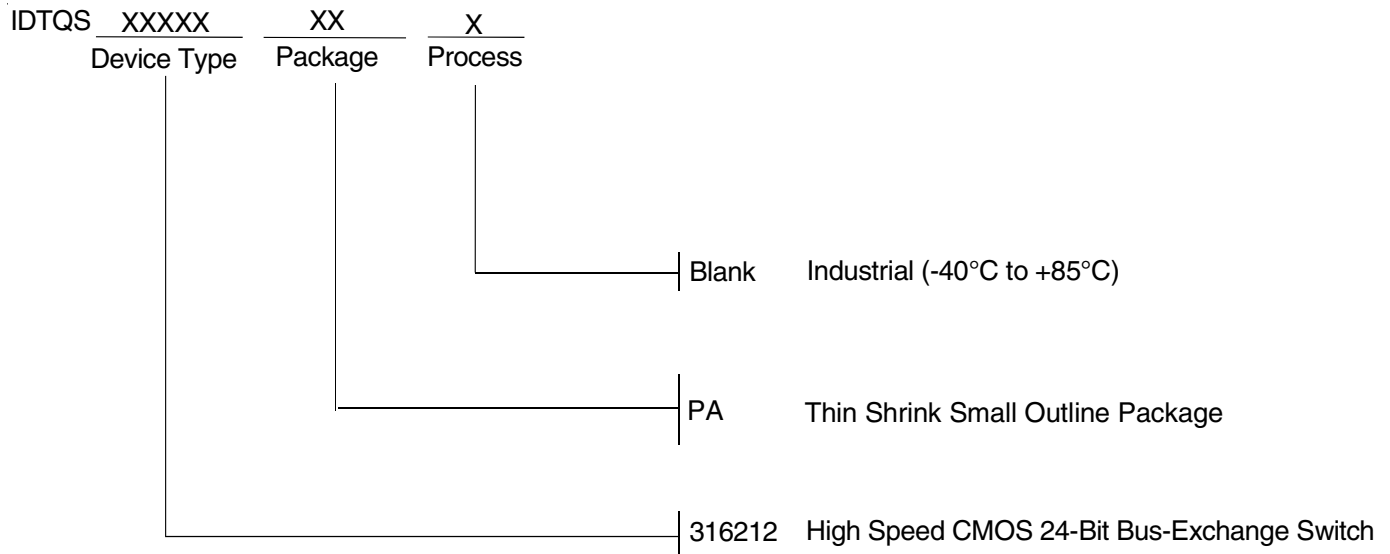 IDTQS XXXXX XX X
Device Type Package Process
Blank Industrial (-40°C to +85°C)
PA Thin Shrink Small Outline Package
316212 High Speed CMOS 24-Bit Bus-Exchange Switch